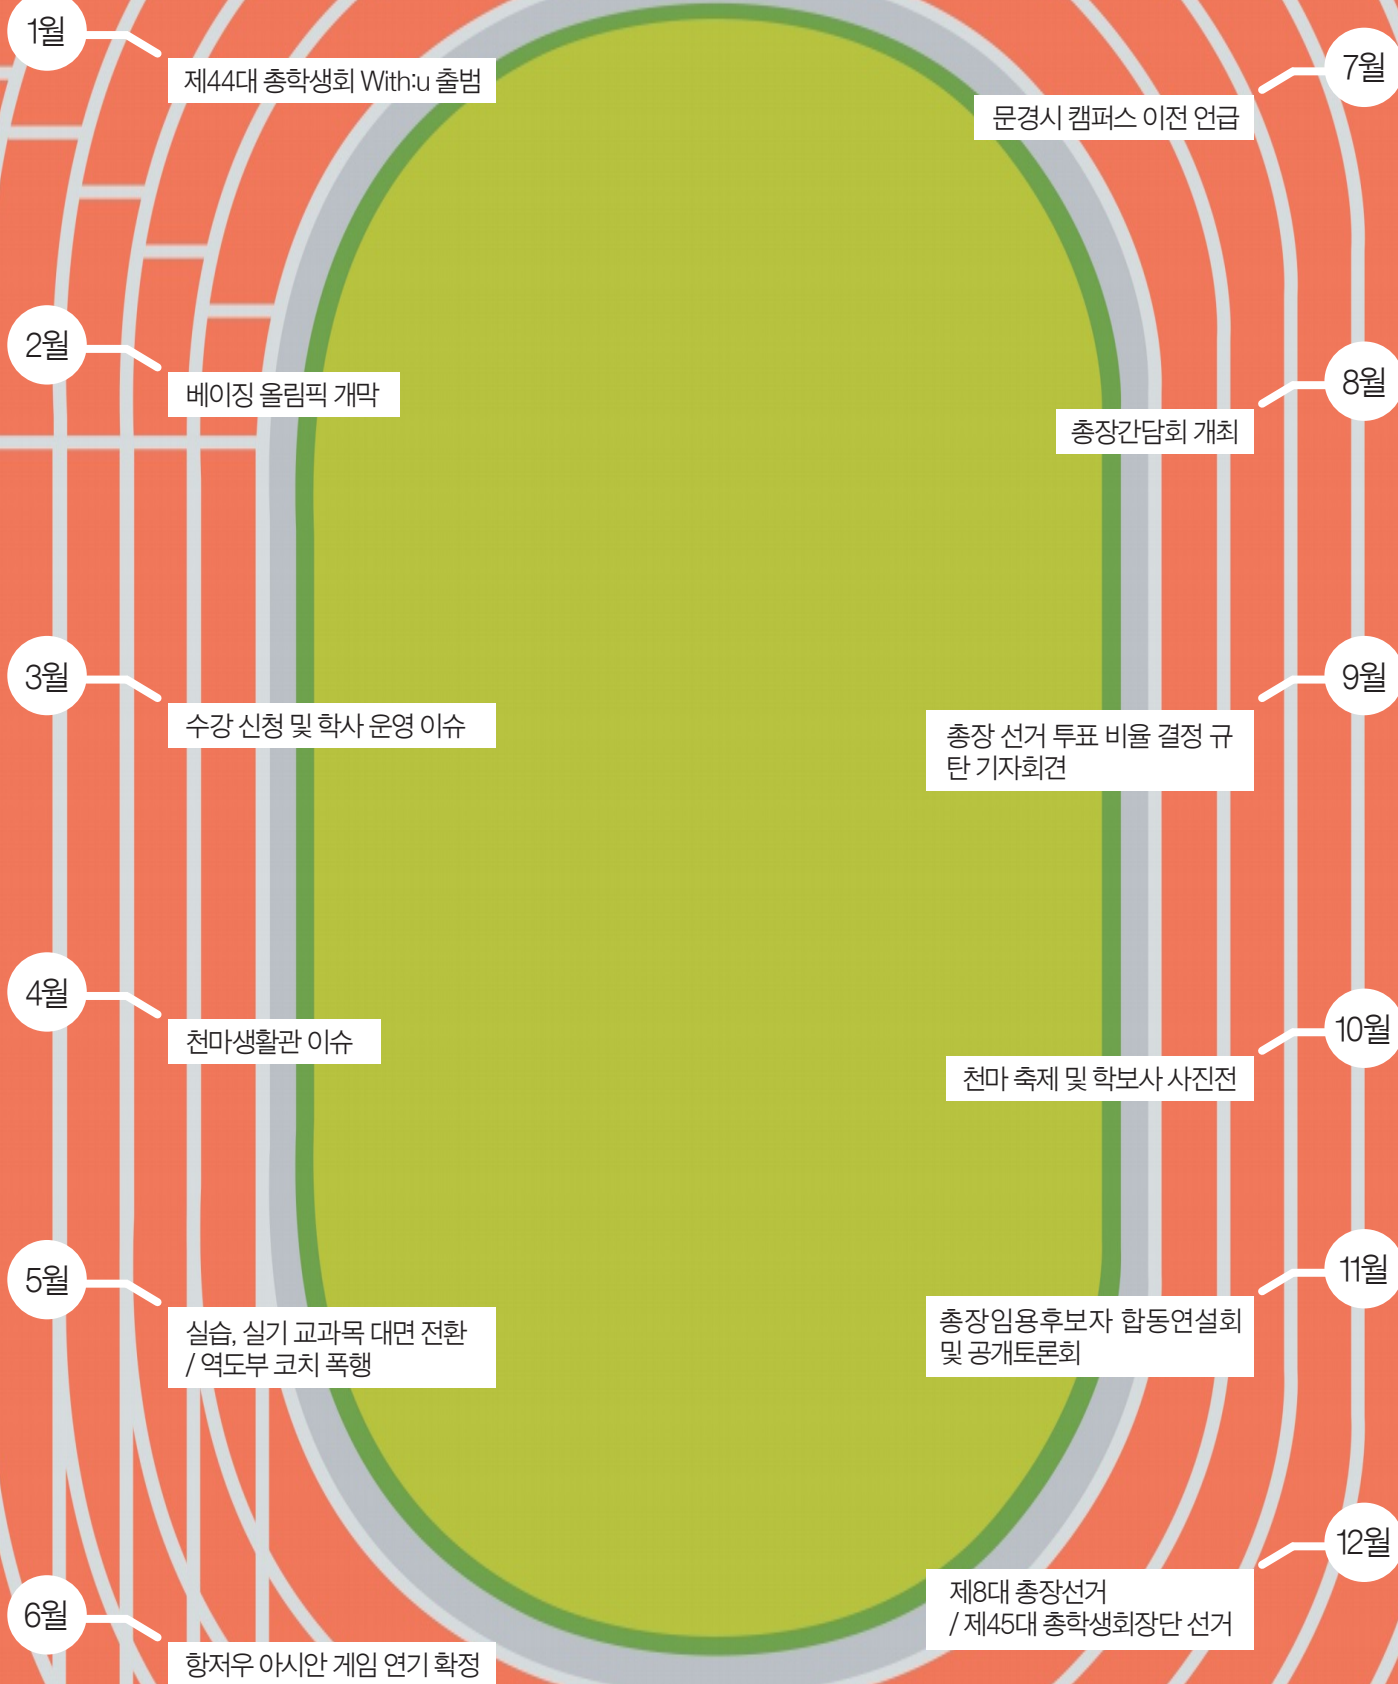 1월
제44대 총학생회 With:u 출범
2월
베이징 올림픽 개막
3월
수강 신청 및 학사 운영 이슈
4월
천마생활관 이슈
5월
실습, 실기 교과목 대면 전환
/ 역도부 코치 폭행
6월
항저우 아시안 게임 연기 확정
7월
문경시 캠퍼스 이전 언급
8월
총장간담회 개최
9월
총장 선거 투표 비율 결정 규
탄 기자회견
10월
천마 축제 및 학보사 사진전
11월
총장임용후보자 합동연설회
및 공개토론회
12월
제8대 총장선거
/ 제45대 총학생회장단 선거